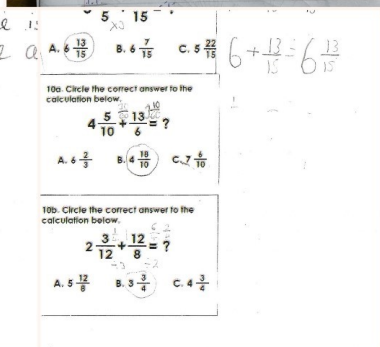 5 15
A. 6 13/15 B. 6 7/15 C. 5 22/15 6 + 13/15 = 6 13/15
10a. Circle the correct answer to the
calculation below.
4 5/10 + 13/6 = ?
A. 6 2/3 B. 4 18/10 C. 7 6/10
10b. Circle the correct answer to the
calculation below.
2 3/12 + 12/8 = ?
÷3 ÷2
A. 5 12/8 B. 3 3/4 C. 4 3/4